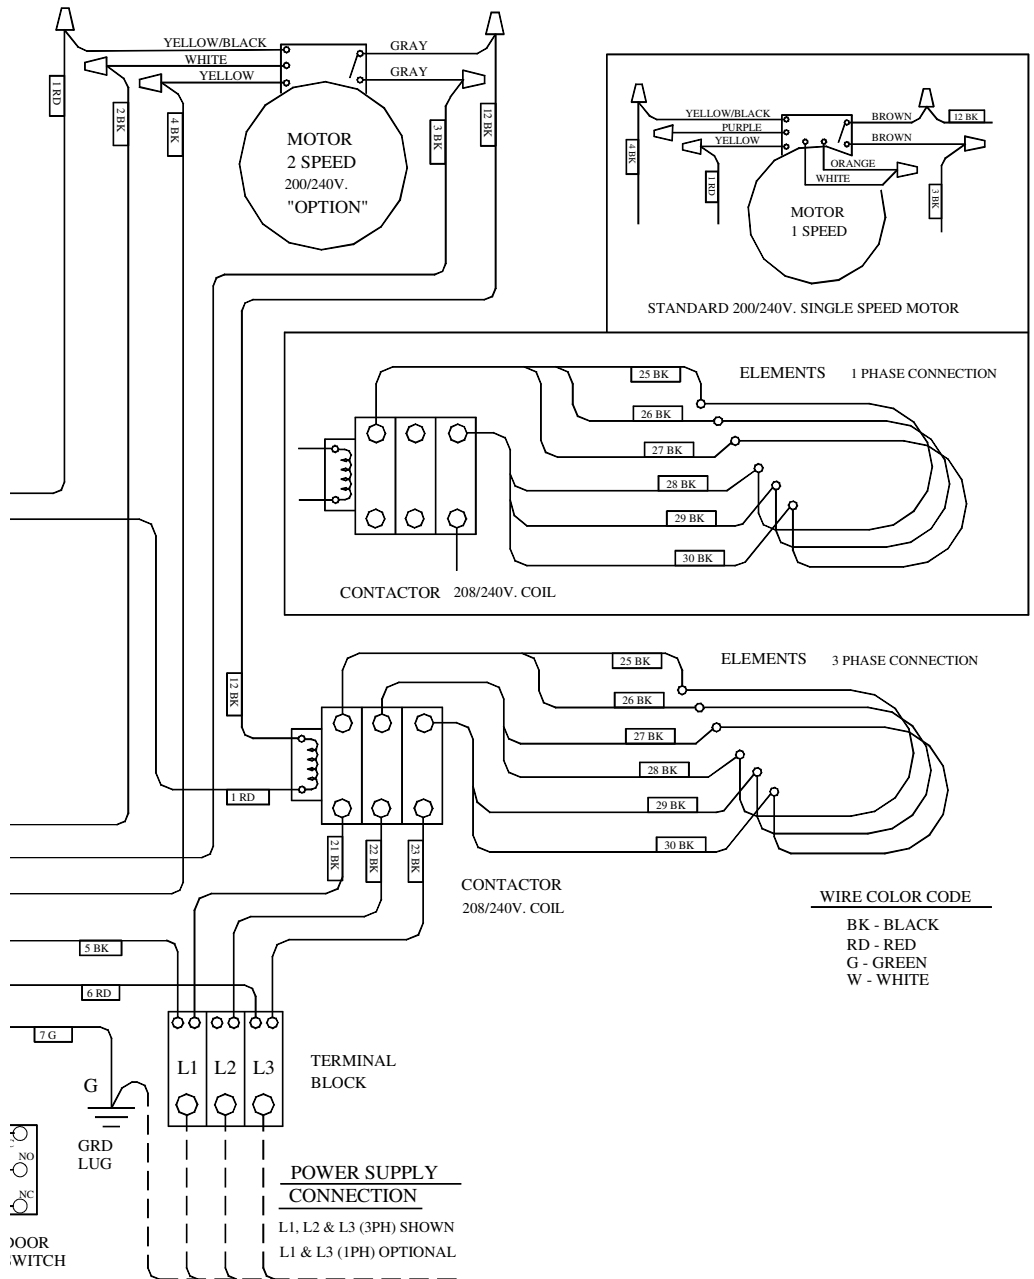 YELLOW/BLACK
WHITE
YELLOW
GRAY
GRAY
1 RD
2 BK
4 BK
3 BK
12 BK
MOTOR
2 SPEED
200/240V.
"OPTION"
YELLOW/BLACK
PURPLE
YELLOW
BROWN
12 BK
BROWN
ORANGE
WHITE
4 BK
1 RD
3 BK
MOTOR
1 SPEED
STANDARD 200/240V. SINGLE SPEED MOTOR
25 BK
ELEMENTS 1 PHASE CONNECTION
26 BK
27 BK
28 BK
29 BK
30 BK
CONTACTOR 208/240V. COIL
25 BK
ELEMENTS 3 PHASE CONNECTION
12 BK
26 BK
27 BK
28 BK
1 RD
29 BK
30 BK
21 BK
22 BK
23 BK
CONTACTOR
208/240V. COIL
WIRE COLOR CODE
BK - BLACK
RD - RED
G - GREEN
W - WHITE
5 BK
6 RD
7 G
L1
L2
L3
TERMINAL
BLOCK
G
GRD
LUG
NO
NC
DOOR
SWITCH
POWER SUPPLY
CONNECTION
L1, L2 & L3 (3PH) SHOWN
L1 & L3 (1PH) OPTIONAL